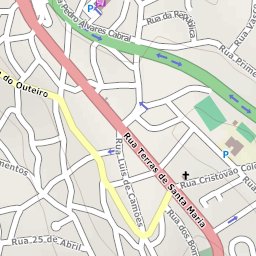 Rua Pedro Álvares Cabral
Rua da República
Rua Vasco
Rua Prime
P
do Outeiro
Rua Terras de Santa Maria
P
mentos
Rua Luís de Camões
Rua Cristóvão Colo
Rua dos Bom
Rua 25 de Abril